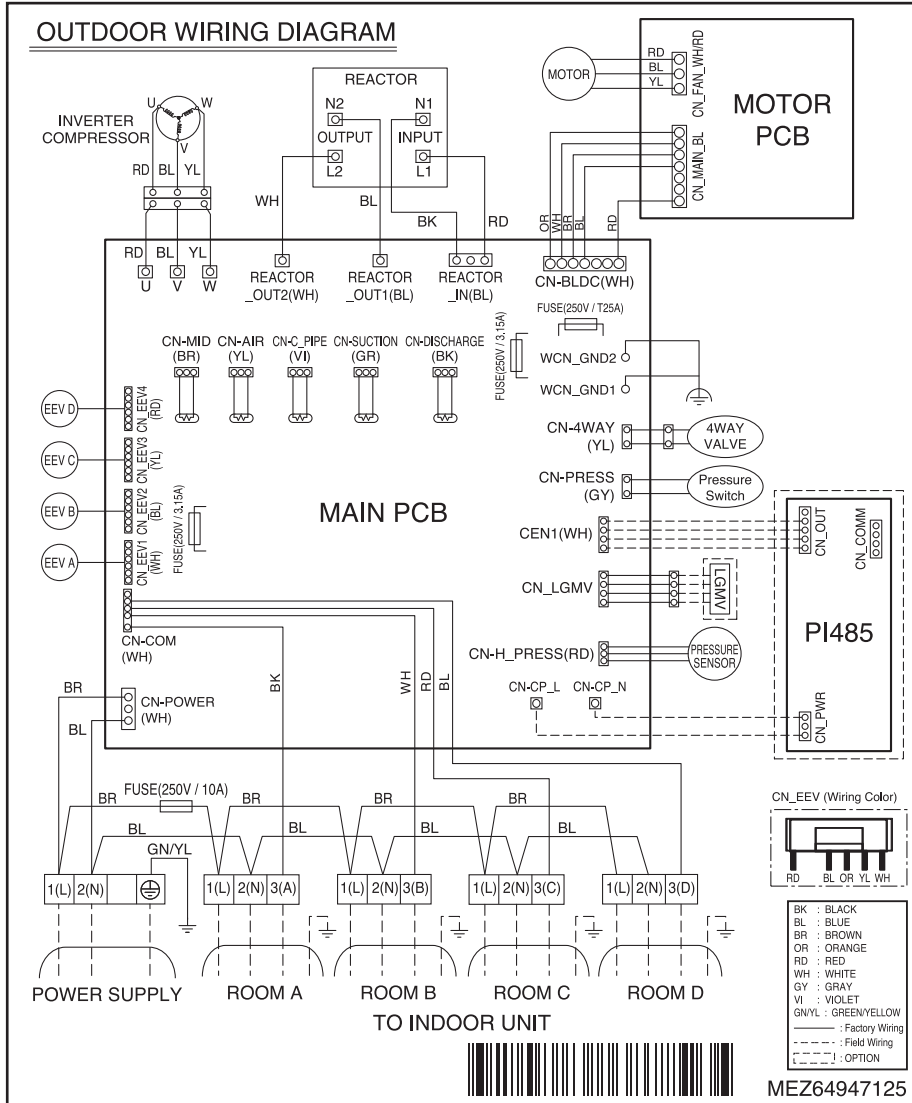 OUTDOOR WIRING DIAGRAM
INVERTER
COMPRESSOR
U
W
V
RD BL YL
RD BL YL
U V W
REACTOR
N2 N1
OUTPUT INPUT
L2 L1
WH
BL
BK
RD
MOTOR
RD
BL
YL
CN_FAN_WH/RD
CN_MAIN_BL
MOTOR
PCB
OR
WH
BR
BL
RD
REACTOR
_OUT2(WH)
REACTOR
_OUT1(BL)
REACTOR
_IN(BL)
CN-BLDC(WH)
FUSE(250V / T25A)
FUSE(250V / 3.15A)
CN-MID
(BR)
CN-AIR
(YL)
CN-C_PIPE
(VI)
CN-SUCTION
(GR)
CN-DISCHARGE
(BK)
WCN_GND2
WCN_GND1
EEV D
CN_EEV4
(RD)
EEV C
CN_EEV3
(YL)
EEV B
CN_EEV2
(BL)
EEV A
CN_EEV1
(WH)
FUSE(250V / 3.15A)
MAIN PCB
CN-4WAY
(YL)
4WAY
VALVE
CN-PRESS
(GY)
Pressure
Switch
CEN1(WH)
CN_LGMV
LGMV
CN-H_PRESS(RD)
PRESSURE
SENSOR
CN-CP_L CN-CP_N
CN_OUT
CN_COMM
PI485
CN_PWR
CN-COM
(WH)
BK
WH
RD
BL
CN-POWER
(WH)
BR
BL
FUSE(250V / 10A)
BR
BR
BR
BR
BL
BL
BL
BL
GN/YL
1(L) 2(N)
1(L) 2(N) 3(A)
1(L) 2(N) 3(B)
1(L) 2(N) 3(C)
1(L) 2(N) 3(D)
POWER SUPPLY
ROOM A
ROOM B
ROOM C
ROOM D
TO INDOOR UNIT
CN_EEV (Wiring Color)
RD BL OR YL WH
BK : BLACK
BL : BLUE
BR : BROWN
OR : ORANGE
RD : RED
WH : WHITE
GY : GRAY
VI : VIOLET
GN/YL : GREEN/YELLOW
: Factory Wiring
: Field Wiring
: OPTION
MEZ64947125